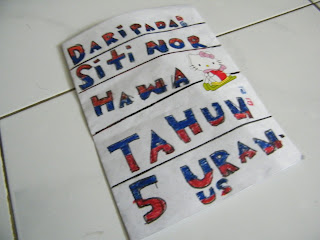 DARIPADA:
SITI NOR
HAWA
TAHUN
5 URAN.
US